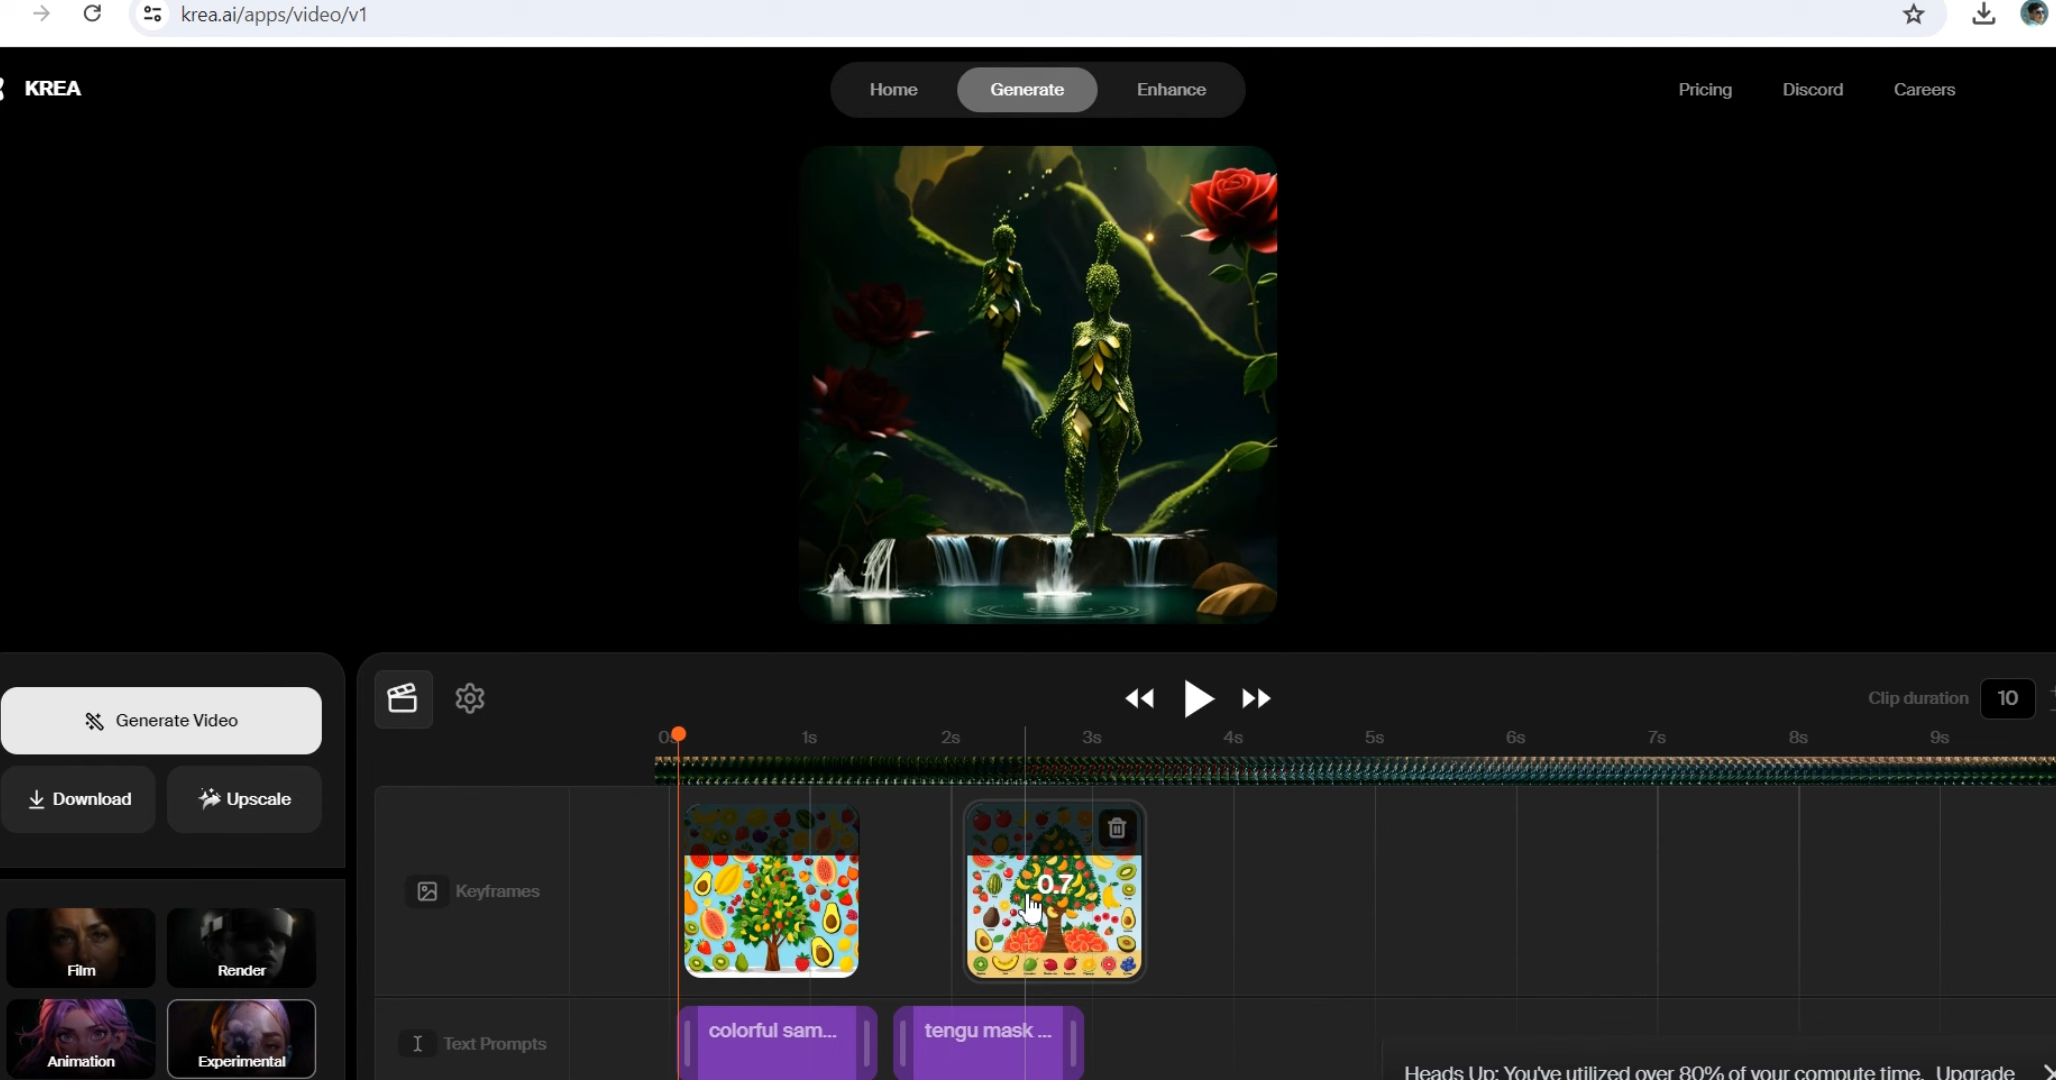 krea.ai/apps/video/v1
KREA
Home
Generate
Enhance
Pricing
Discord
Careers
Generate Video
Download
Upscale
Clip duration
10
1s
2s
3s
4s
5s
6s
7s
8s
9s
Keyframes
0.7
Film
Render
Animation
Experimental
Text Prompts
colorful sam...
tengu mask ...
Heads Up: You've utilized over 80% of your compute time. Upgrade